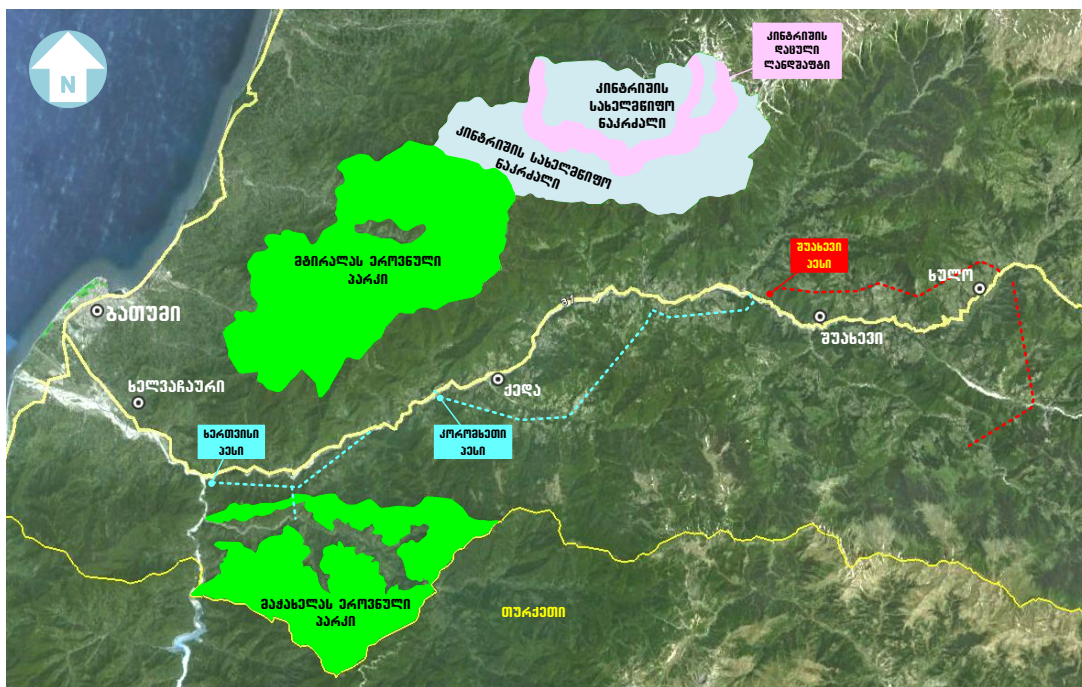 N
კინტრიშის
დაცული
ლანდშაფტი
კინტრიშის
სახელმწიფო
ნაკრძალი
კინტრიშის სახელმწიფო
ნაკრძალი
მტირალას ეროვნული
პარკი
შუახევი
ჰესი
ხულო
ბათუმი
შუახევი
ხელვაჩაური
ქედა
ხერთვისი
ჰესი
კორომხეთი
ჰესი
მაჭახელას ეროვნული
პარკი
თურქეთი